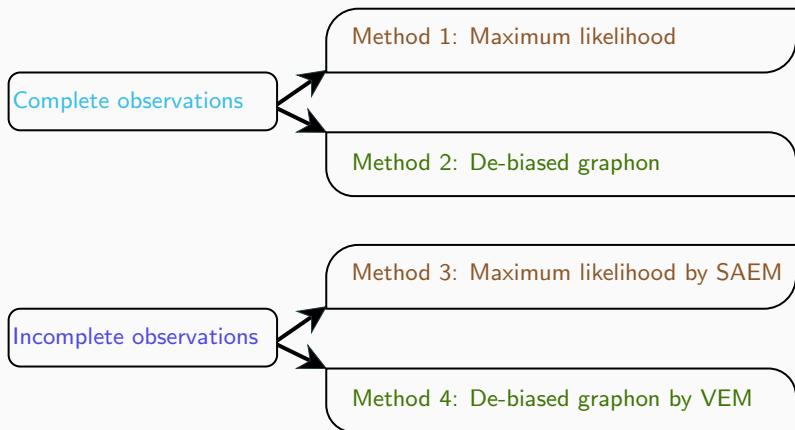 Complete observations
Method 1: Maximum likelihood
Method 2: De-biased graphon
Incomplete observations
Method 3: Maximum likelihood by SAEM
Method 4: De-biased graphon by VEM